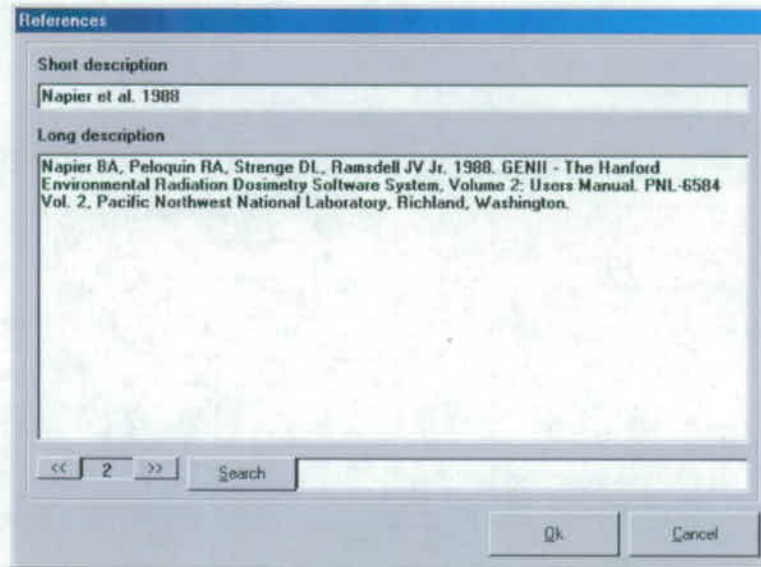 References
Short description
Napier et al. 1988
Long description
Napier BA, Peloquin RA, Strenge DL, Ramsdell JV Jr. 1988. GENII - The Hanford
Environmental Radiation Dosimetry Software System, Volume 2: Users Manual. PNL-6584
Vol. 2, Pacific Northwest National Laboratory, Richland, Washington.
<< 2 >> Search
Ok Cancel